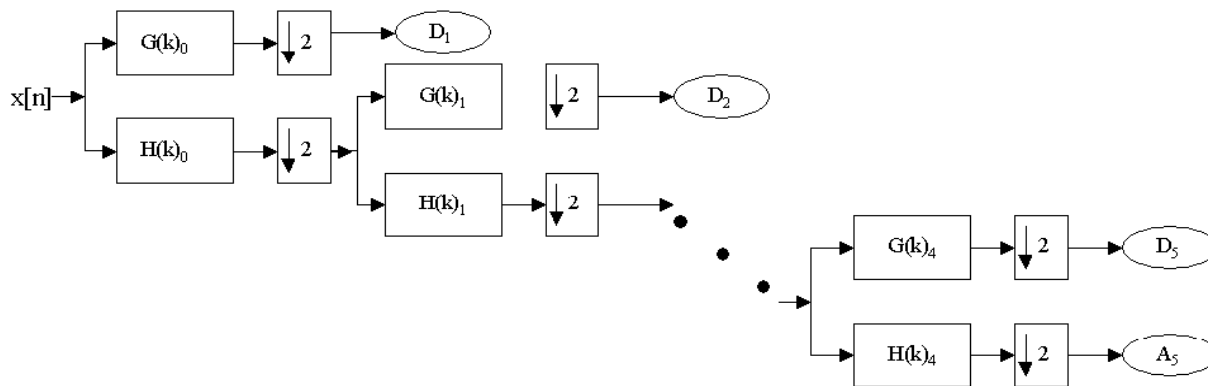 G(k)₀ ↓ 2 D₁
x[n]
G(k)₁ ↓ 2 D₂
H(k)₀ ↓ 2
H(k)₁ ↓ 2
G(k)₄ ↓ 2 D₅
H(k)₄ ↓ 2 A₅